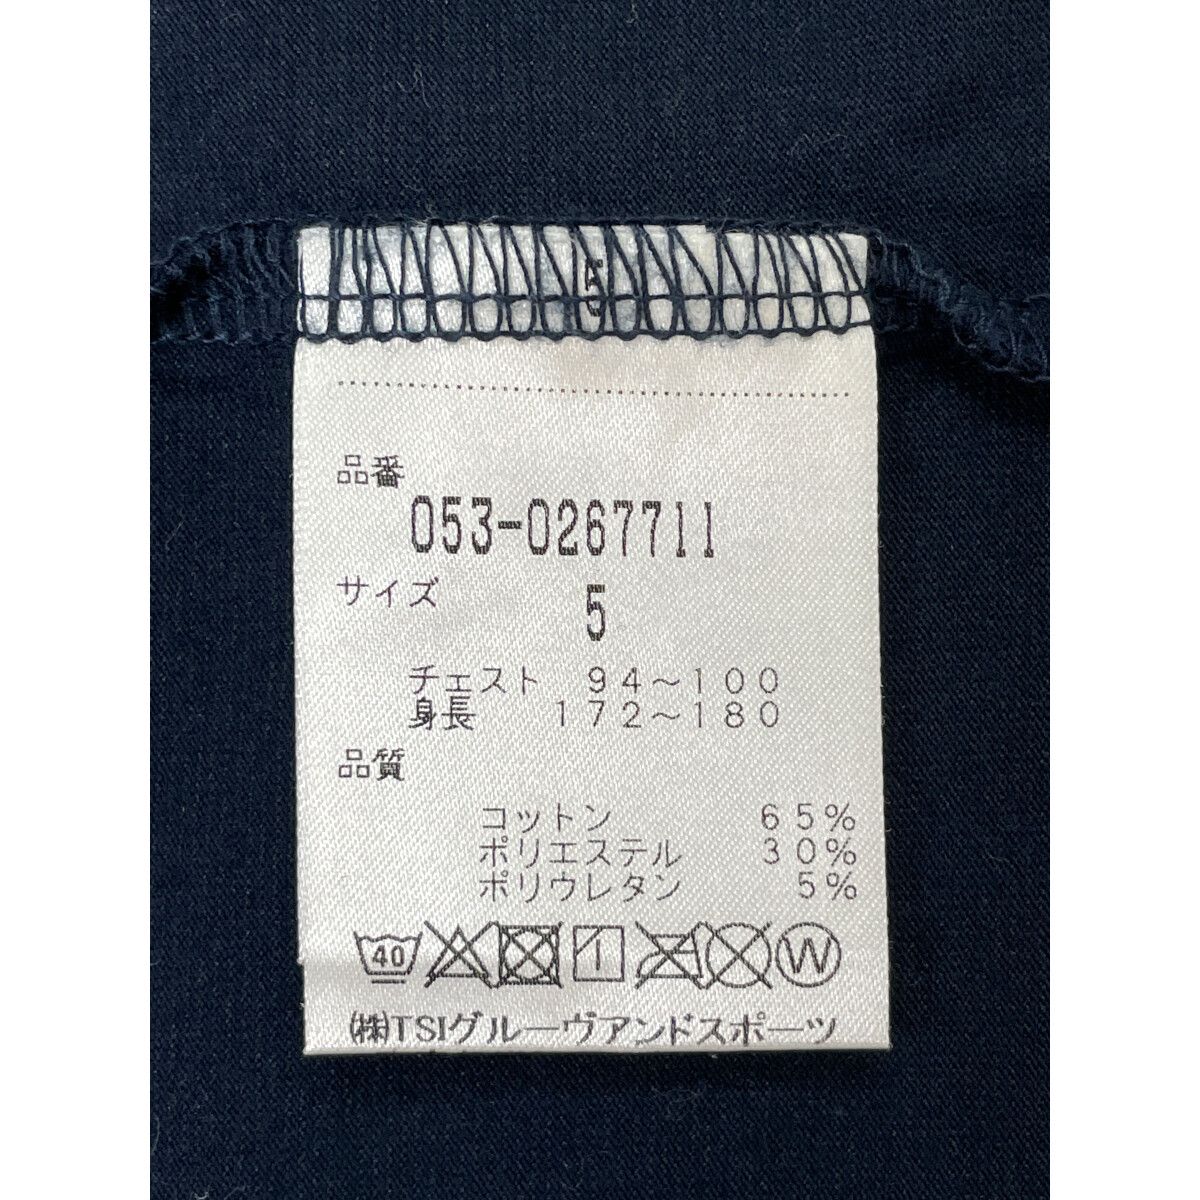 5
品番
053-0267711
サイズ 5
チェスト 94～100
身長 172～180
品質
コットン 65%
ポリエステル 30%
ポリウレタン 5%
40 W
㈱TSIグルーヴアンドスポーツ